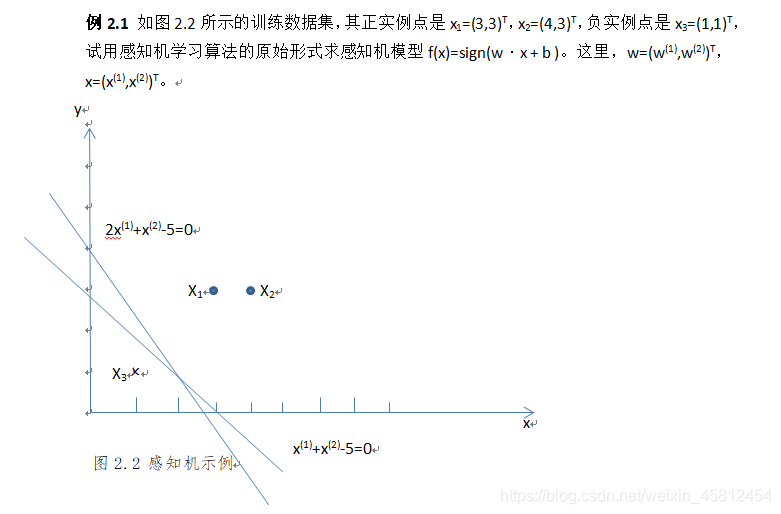 例 2.1 如图 2.2 所示的训练数据集，其正实例点是 x₁=(3,3)ᵀ，x₂=(4,3)ᵀ，负实例点是 x₃=(1,1)ᵀ，
试用感知机学习算法的原始形式求感知机模型 f(x)=sign(w · x + b )。这里，w=(w⁽¹⁾,w⁽²⁾)ᵀ，
x=(x⁽¹⁾,x⁽²⁾)ᵀ。
y
2x⁽¹⁾+x⁽²⁾-5=0
X₁
X₂
X₃
x
x⁽¹⁾+x⁽²⁾-5=0
图 2.2 感知机示例
https://blog.csdn.net/weixin_45812454